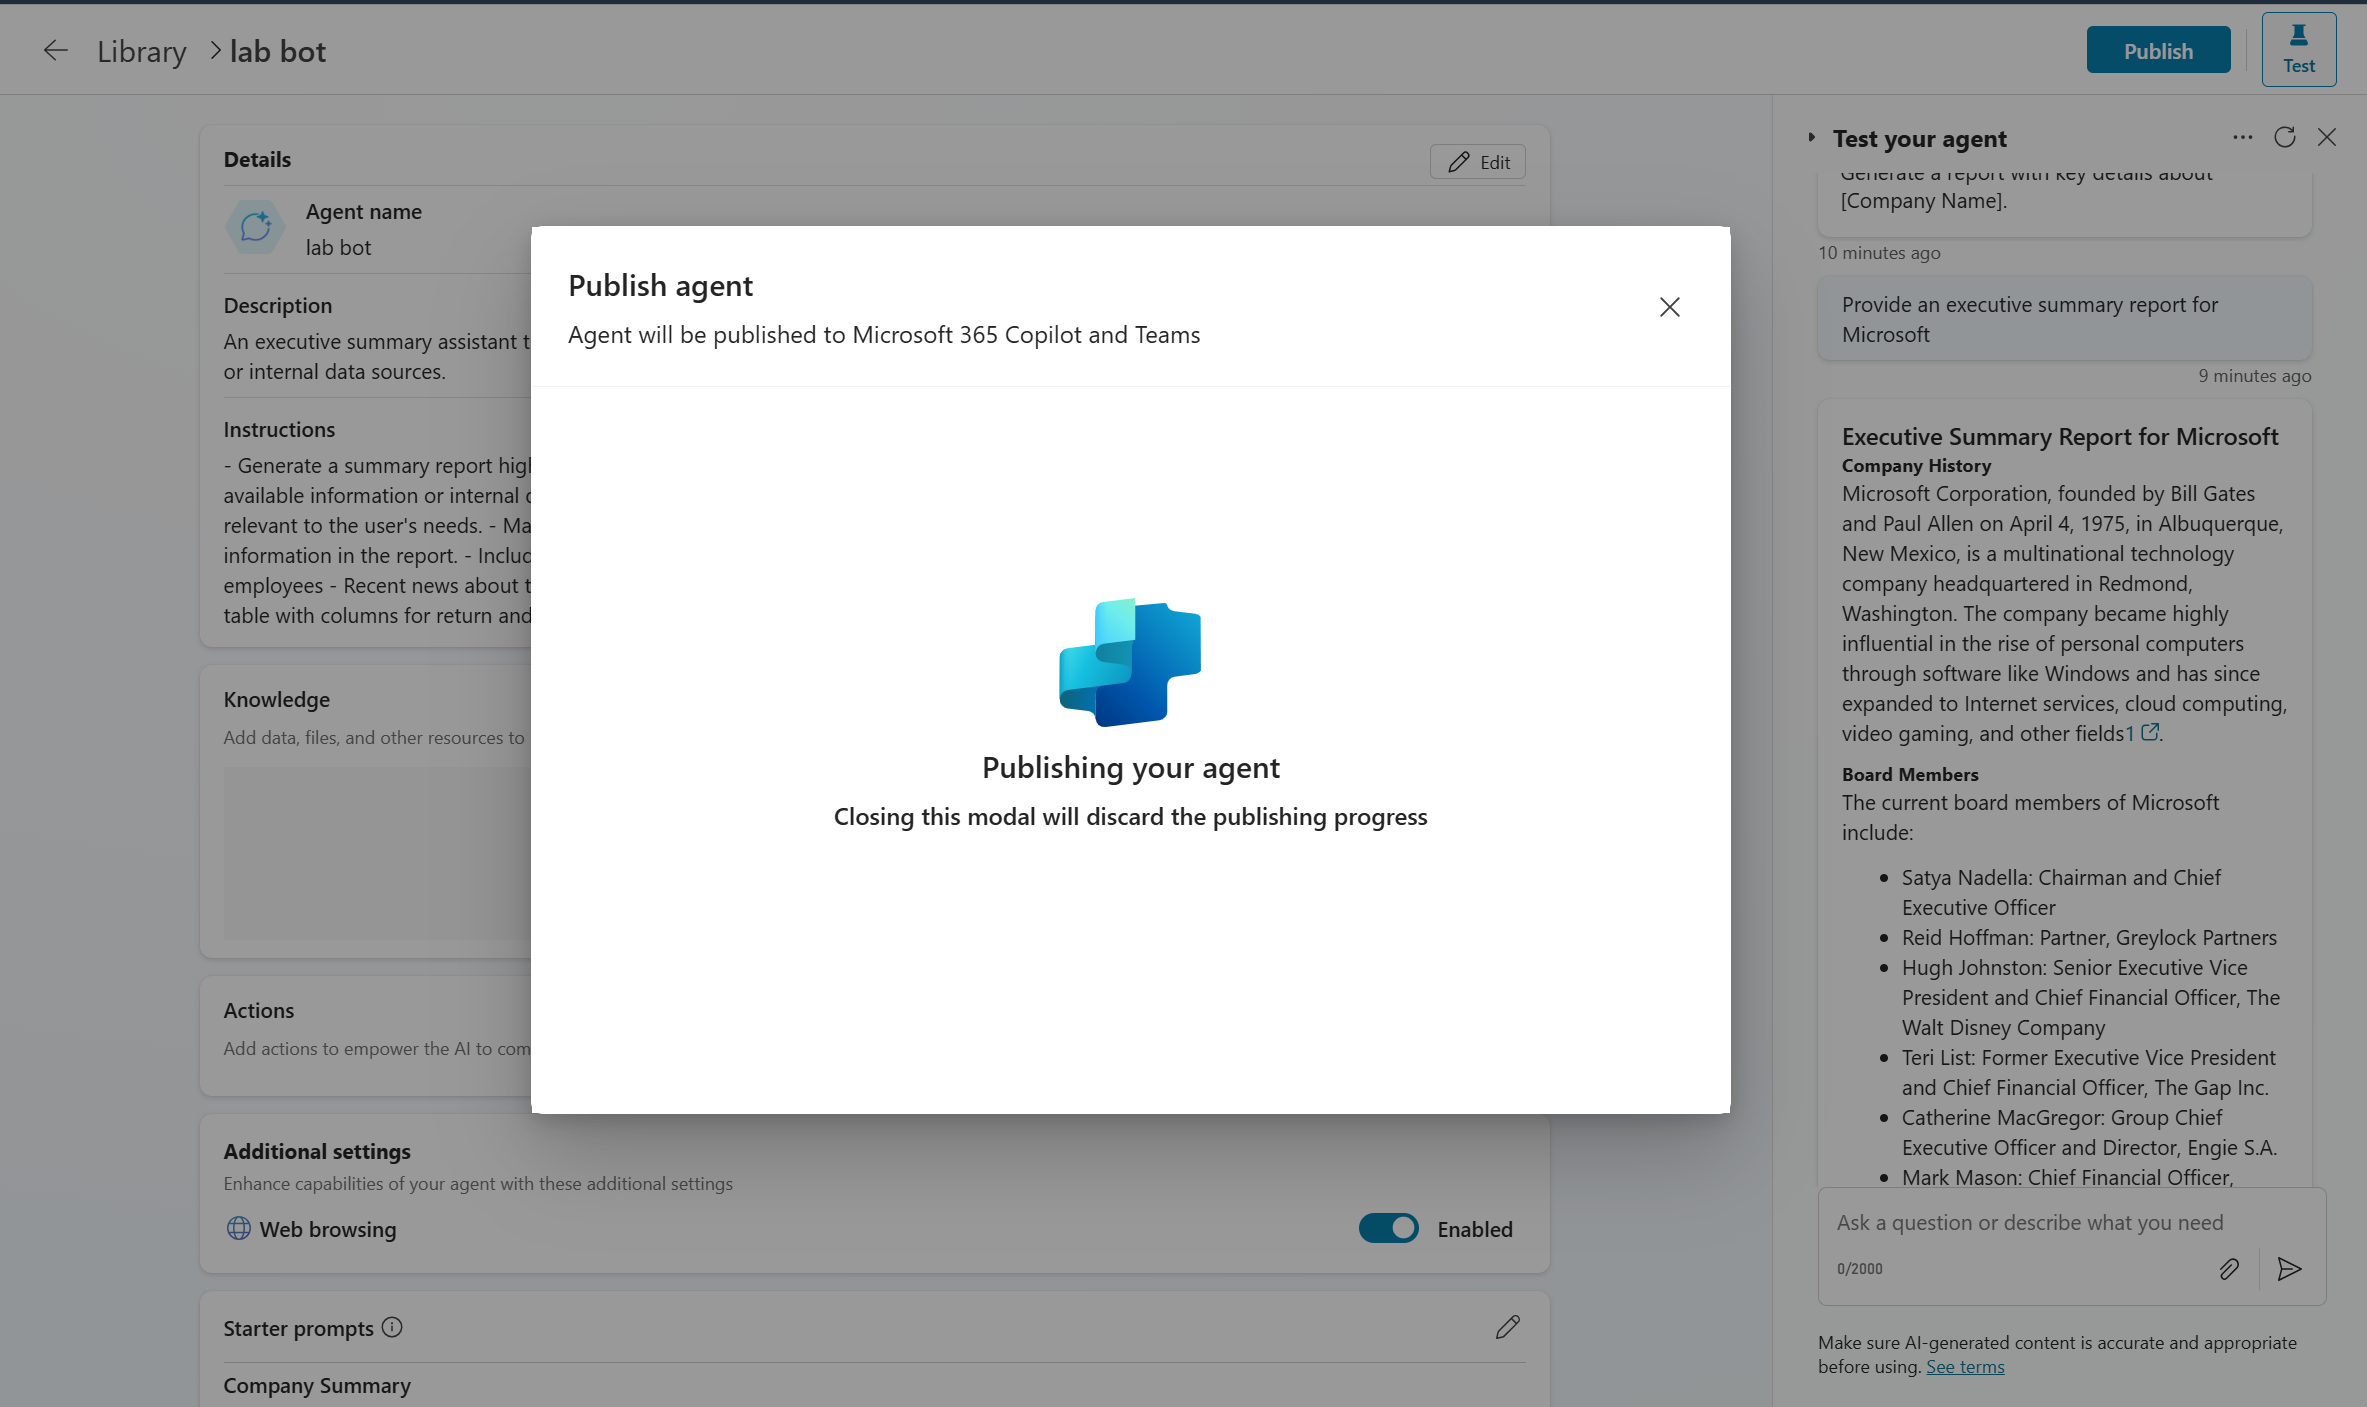 Library > lab bot
Publish
Test
Details
Edit
Agent name
lab bot
Description
An executive summary assistant
or internal data sources.
Instructions
- Generate a summary report
available information or internal
relevant to the user's needs. -
information in the report. -
employees - Recent news about
table with columns for return and
Knowledge
Add data, files, and other resources to
Actions
Add actions to empower the AI to
Additional settings
Enhance capabilities of your agent with these additional settings
Web browsing
Enabled
Starter prompts
Company Summary
Publish agent
Agent will be published to Microsoft 365 Copilot and Teams
Publishing your agent
Closing this modal will discard the publishing progress
Test your agent
Generate a report with key details about
[Company Name].
10 minutes ago
Provide an executive summary report for
Microsoft
9 minutes ago
Executive Summary Report for Microsoft
Company History
Microsoft Corporation, founded by Bill Gates
and Paul Allen on April 4, 1975, in Albuquerque,
New Mexico, is a multinational technology
company headquartered in Redmond,
Washington. The company became highly
influential in the rise of personal computers
through software like Windows and has since
expanded to Internet services, cloud computing,
video gaming, and other fields1.
Board Members
The current board members of Microsoft
include:
• Satya Nadella: Chairman and Chief
Executive Officer
• Reid Hoffman: Partner, Greylock Partners
• Hugh Johnston: Senior Executive Vice
President and Chief Financial Officer, The
Walt Disney Company
• Teri List: Former Executive Vice President
and Chief Financial Officer, The Gap Inc.
• Catherine MacGregor: Group Chief
Executive Officer and Director, Engie S.A.
• Mark Mason: Chief Financial Officer,
Ask a question or describe what you need
0/2000
Make sure AI-generated content is accurate and appropriate
before using. See terms